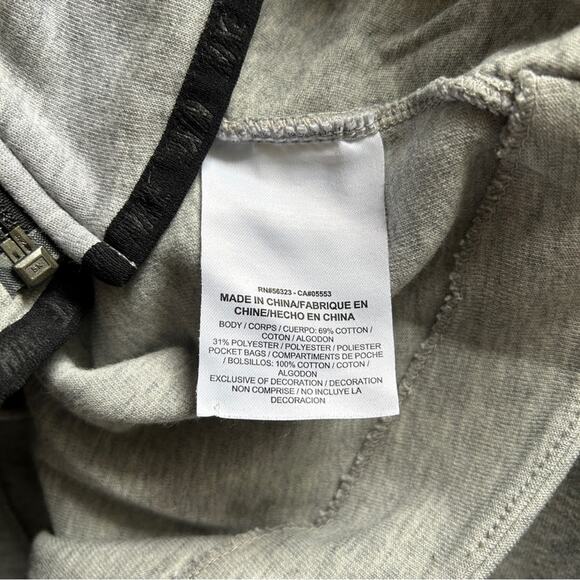 RN#56323 - CA#05553
MADE IN CHINA/FABRIQUE EN
CHINE/HECHO EN CHINA
BODY / CORPS / CUERPO: 69% COTTON /
COTON / ALGODON
31% POLYESTER / POLYESTER / POLIESTER
POCKET BAGS / COMPARTIMENTS DE POCHE
/ BOLSILLOS: 100% COTTON / COTON /
ALGODON
EXCLUSIVE OF DECORATION / DECORATION
NON COMPRISE / NO INCLUYE LA
DECORACION